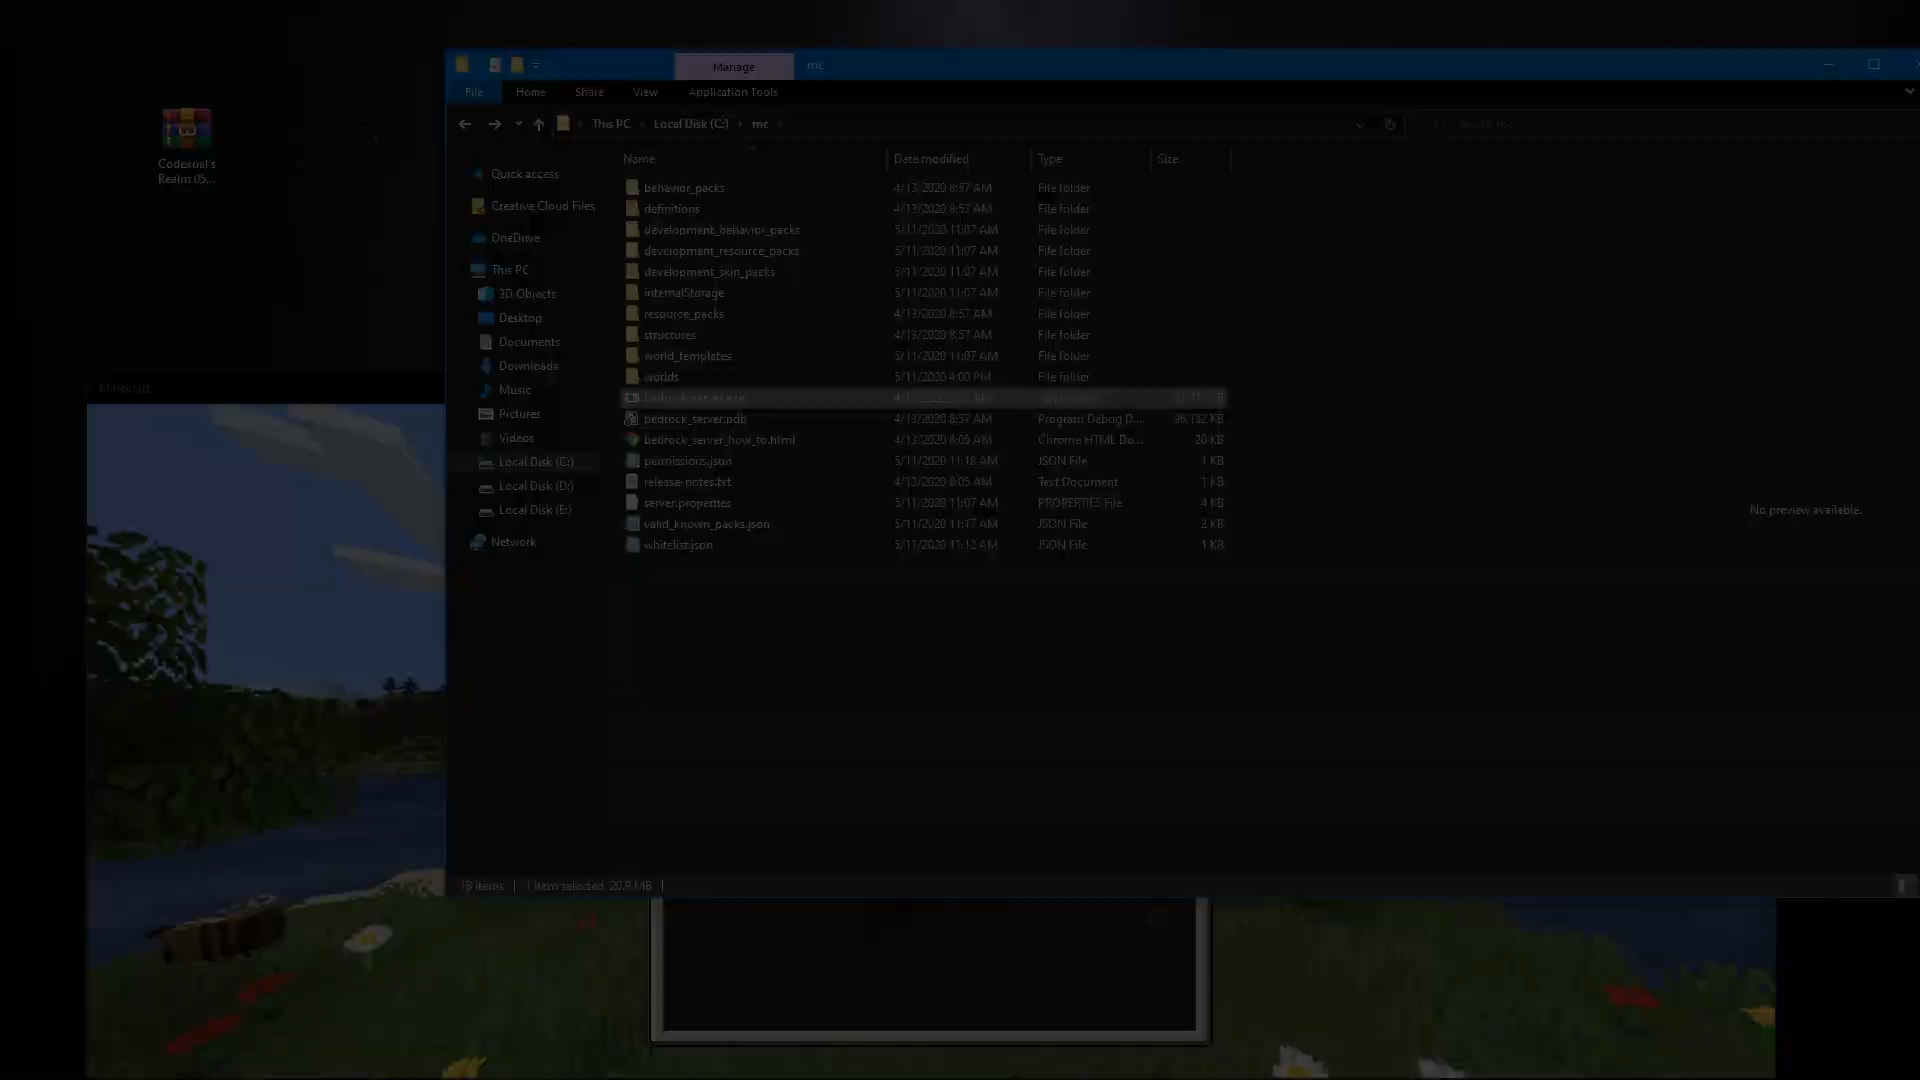 Manage
mc
File
Home
Share
View
Application Tools
This PC
Local Disk (C:)
mc
Codexual's
Realm 05...
Name
Date modified
Type
Size
Quick access
Creative Cloud Files
OneDrive
This PC
3D Objects
Desktop
Documents
Downloads
Music
Pictures
Videos
Local Disk (C:)
Local Disk (D:)
Local Disk (E:)
Network
behavior_packs 4/13/2020 8:57 AM File folder
definitions 4/13/2020 8:57 AM File folder
development_behavior_packs 5/11/2020 11:07 AM File folder
development_resource_packs 5/11/2020 11:07 AM File folder
development_skin_packs 5/11/2020 11:07 AM File folder
internalStorage 5/11/2020 11:07 AM File folder
resource_packs 4/13/2020 8:57 AM File folder
structures 4/13/2020 8:57 AM File folder
world_templates 5/11/2020 11:07 AM File folder
worlds 5/11/2020 4:00 PM File folder
bedrock_server.exe
bedrock_server.pdb 4/13/2020 8:57 AM Program Debug D...
bedrock_server_how_to.html 4/13/2020 8:05 AM Chrome HTML Do... 20 KB
permissions.json 5/11/2020 11:18 AM JSON File 1 KB
release-notes.txt 4/13/2020 8:05 AM Text Document 1 KB
server.properties 5/11/2020 11:07 AM PROPERTIES File 4 KB
valid_known_packs.json 5/11/2020 11:17 AM JSON File 2 KB
whitelist.json 5/11/2020 11:12 AM JSON File 1 KB
No preview available.
Minecraft
18 items
1 item selected 20.8 MB